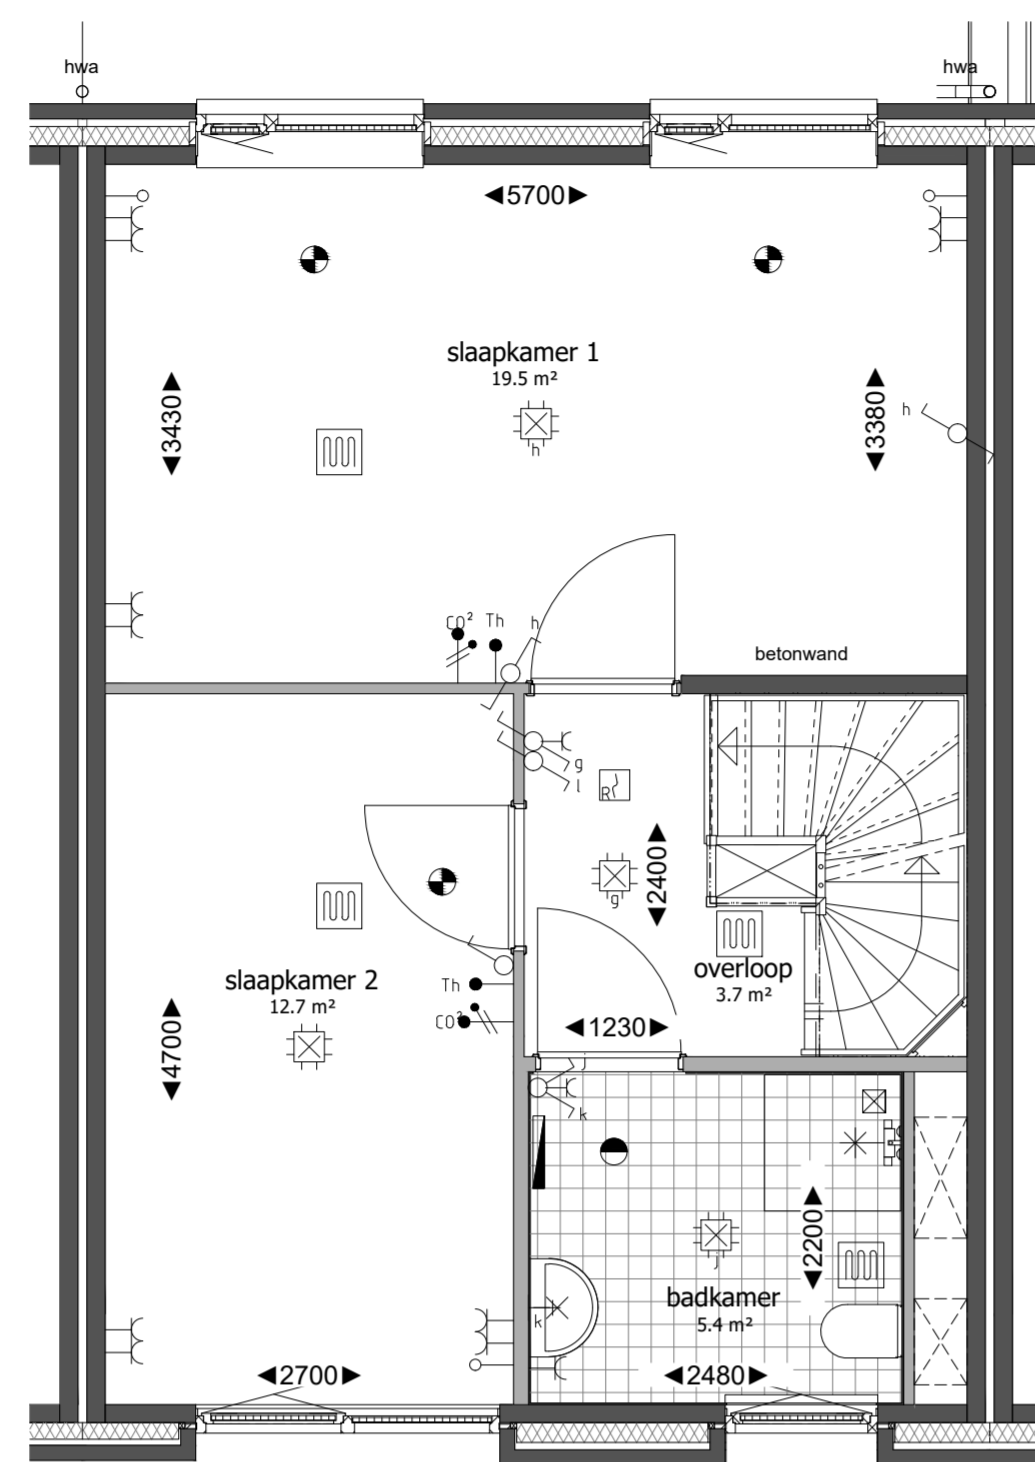 hwa
hwa
5700
slaapkamer 1
19.5 m²
h
3430
3380
h
CO²
Th
h
betonwand
g
l
R
2400
g
overloop
3.7 m²
slaapkamer 2
12.7 m²
Th
CO²
1230
4700
j
k
2200
j
badkamer
5.4 m²
k
2700
2480